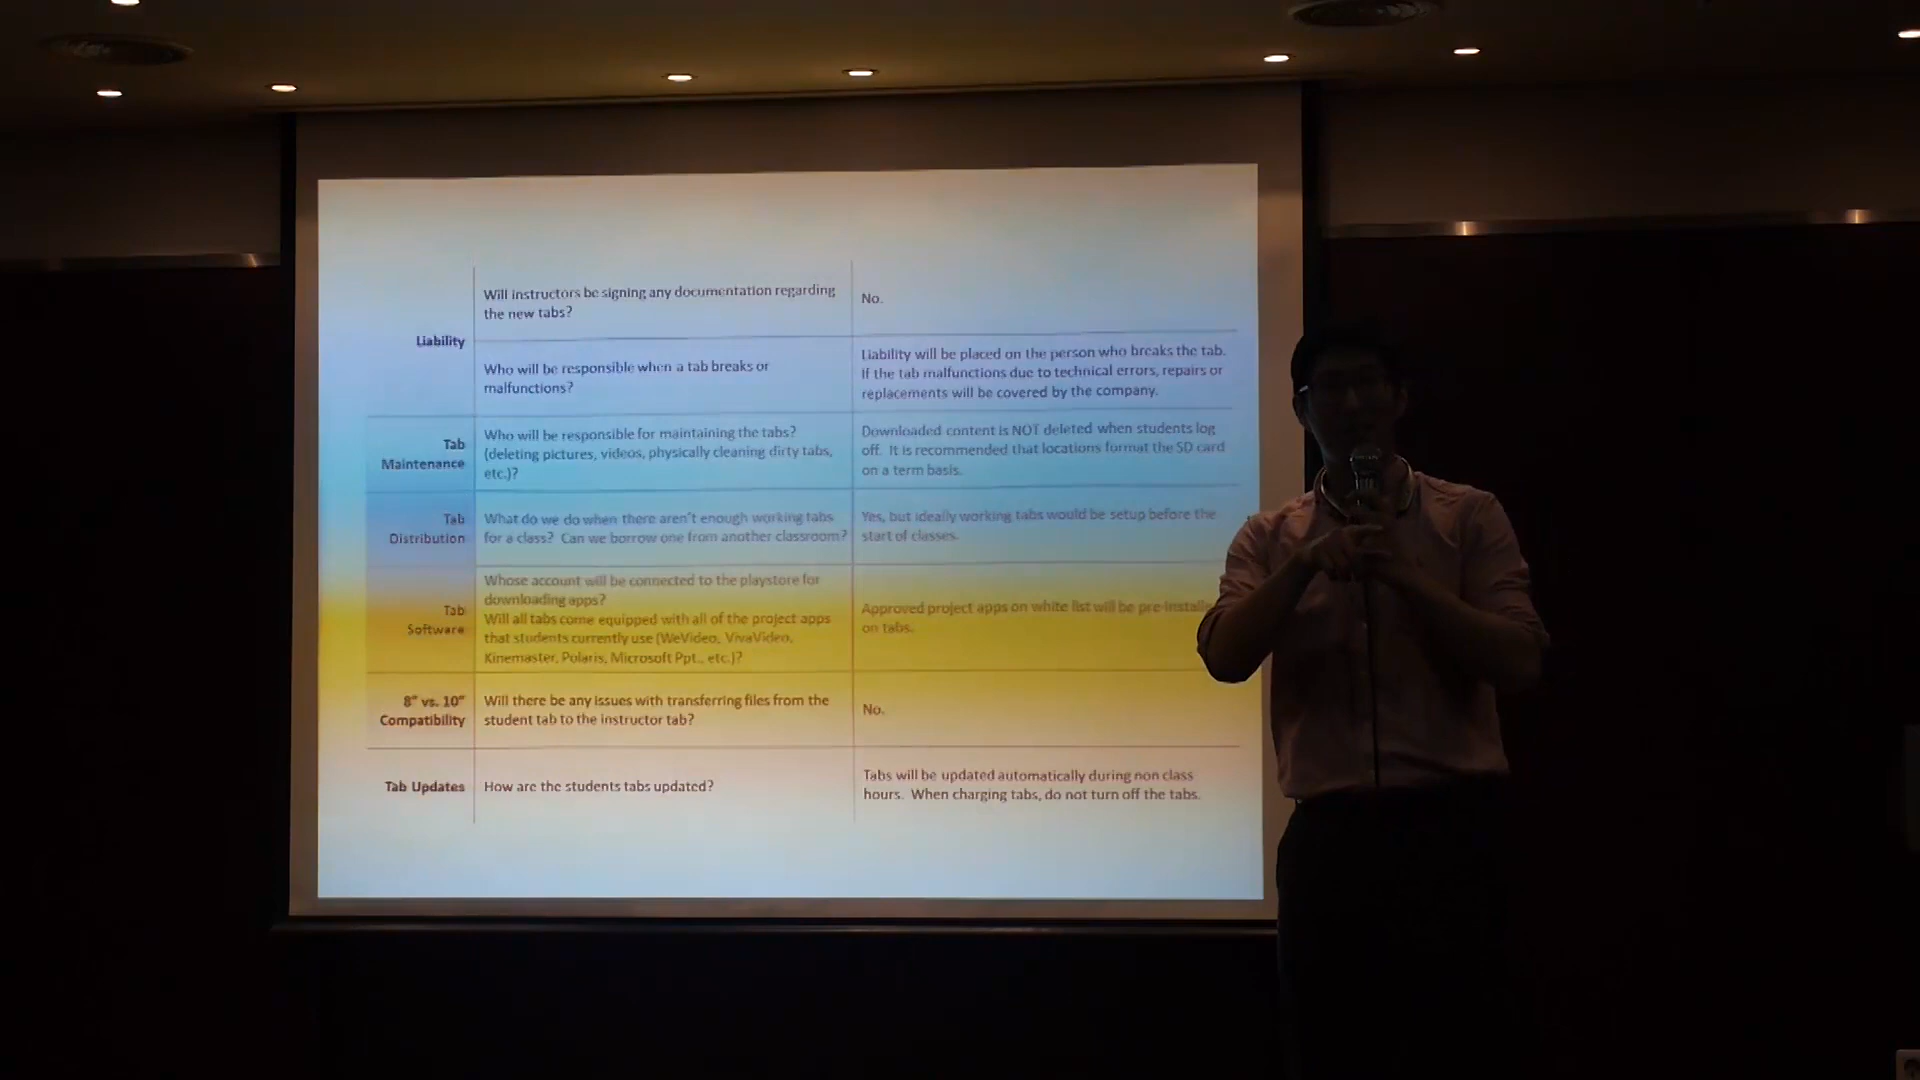 Liability
Will instructors be signing any documentation regarding
the new tabs?
No.
Who will be responsible when a tab breaks or
malfunctions?
Liability will be placed on the person who breaks the tab.
If the tab malfunctions due to technical errors, repairs or
replacements will be covered by the company.
Tab
Maintenance
Who will be responsible for maintaining the tabs?
(deleting pictures, videos, physically cleaning dirty tabs,
etc.)?
Downloaded content is NOT deleted when students log
off. It is recommended that locations format the SD card
on a term basis.
Tab
Distribution
What do we do when there aren't enough working tabs
for a class? Can we borrow one from another classroom?
Yes, but ideally working tabs would be setup before the
start of classes.
Tab
Software
Whose account will be connected to the playstore for
downloading apps?
Will all tabs come equipped with all of the project apps
that students currently use (WeVideo, VivaVideo,
Kinemaster, Polaris, Microsoft Ppt., etc.)?
Approved project apps on white list will be
on tabs.
8" vs. 10"
Compatibility
Will there be any issues with transferring files from the
student tab to the instructor tab?
No.
Tab Updates
How are the students tabs updated?
Tabs will be updated automatically during non class
hours. When charging tabs, do not turn off the tabs.